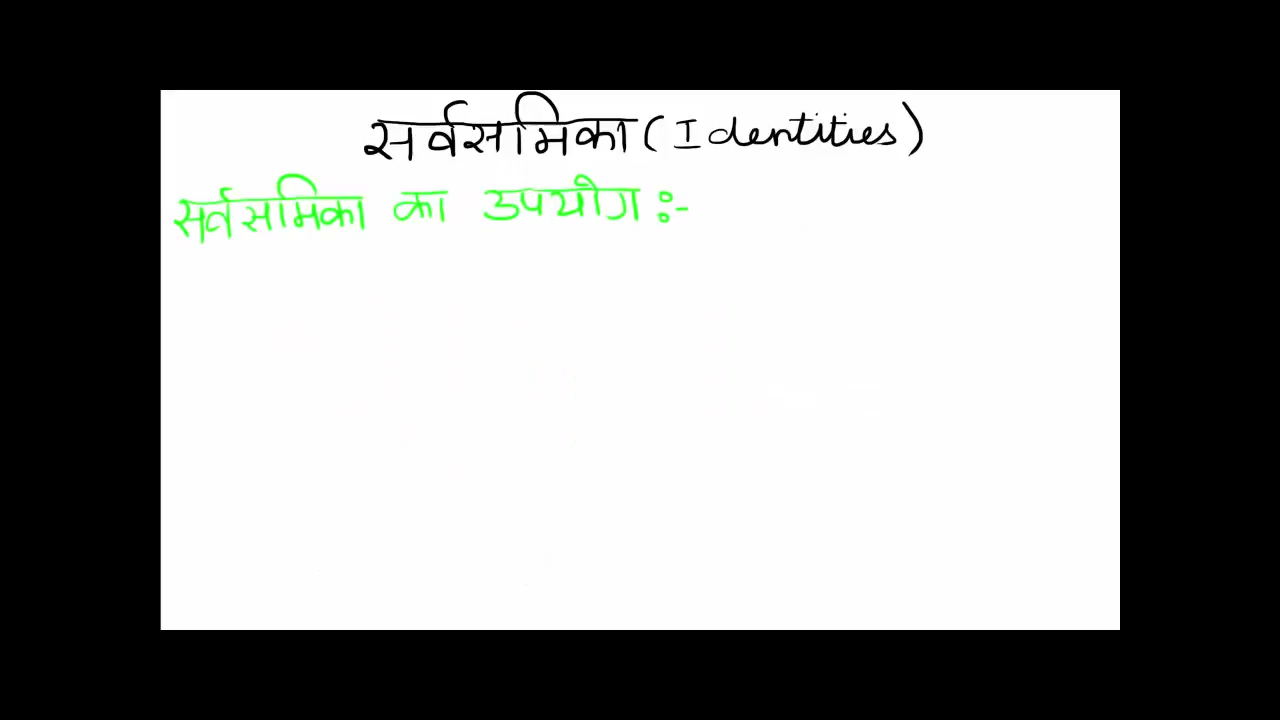 सर्वसमिका (Identities)
सर्वसमिका का उपयोग :-